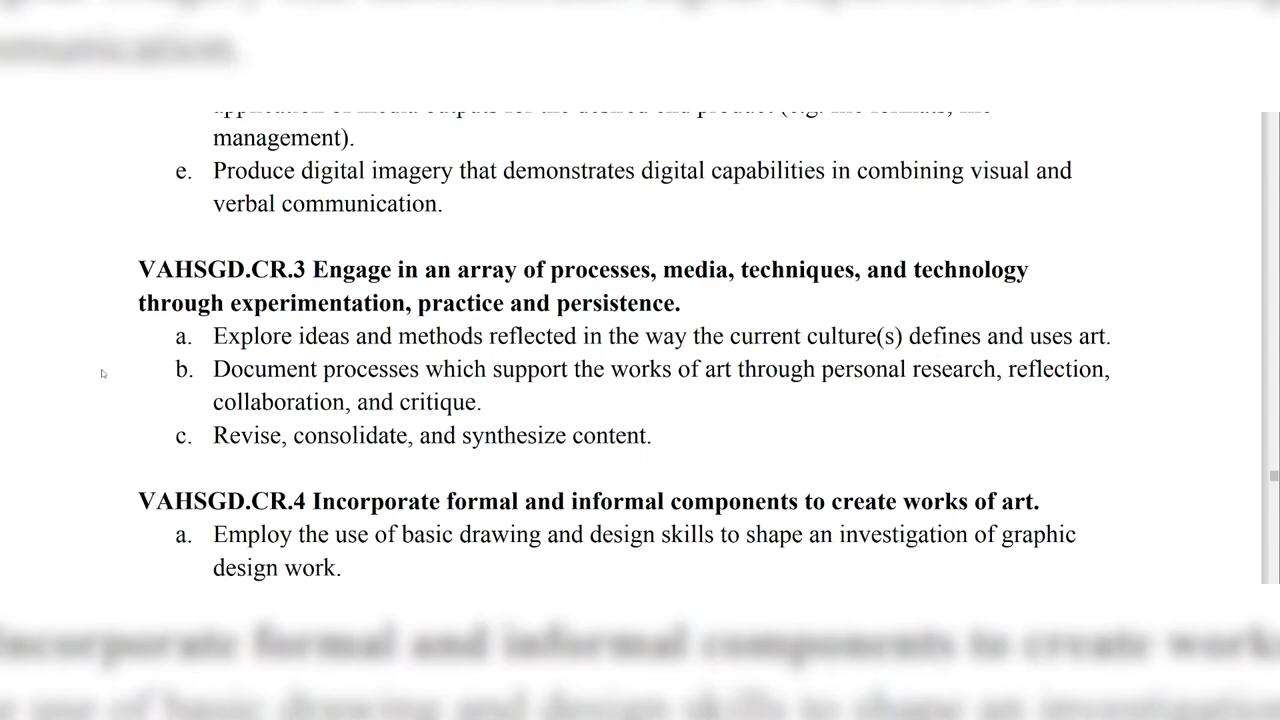 management).
e. Produce digital imagery that demonstrates digital capabilities in combining visual and
verbal communication.
VAHSGD.CR.3 Engage in an array of processes, media, techniques, and technology
through experimentation, practice and persistence.
a. Explore ideas and methods reflected in the way the current culture(s) defines and uses art.
b. Document processes which support the works of art through personal research, reflection,
collaboration, and critique.
c. Revise, consolidate, and synthesize content.
VAHSGD.CR.4 Incorporate formal and informal components to create works of art.
a. Employ the use of basic drawing and design skills to shape an investigation of graphic
design work.